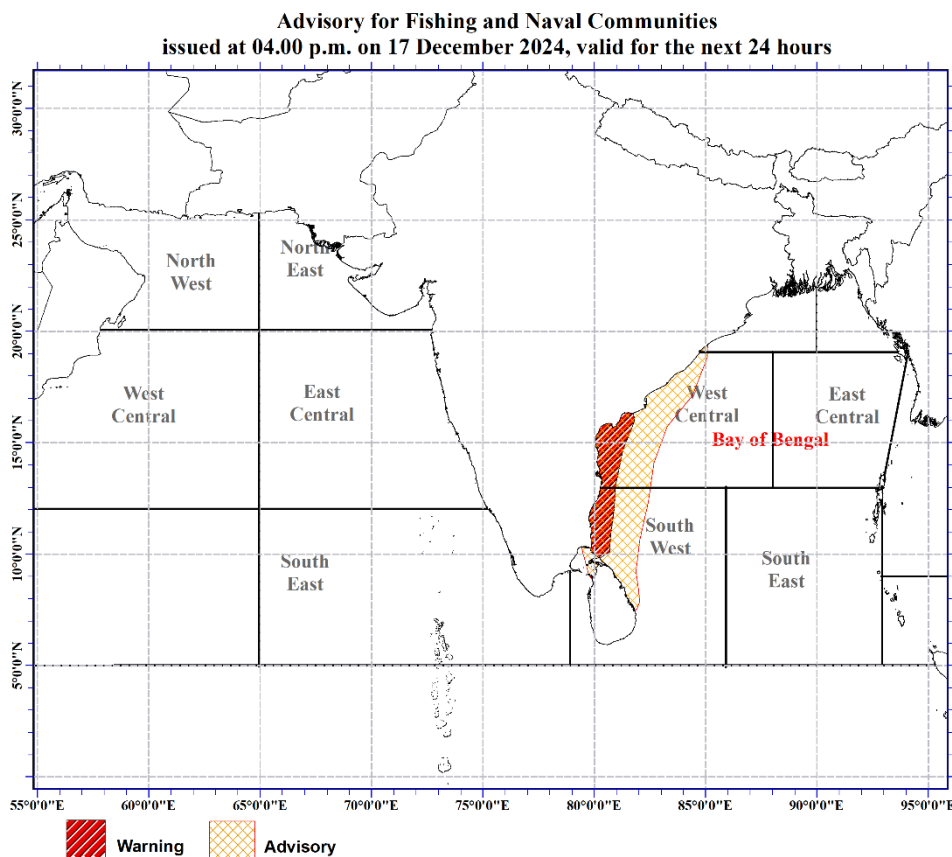 Advisory for Fishing and Naval Communities
issued at 04.00 p.m. on 17 December 2024, valid for the next 24 hours
30°0'0"N
25°0'0"N
20°0'0"N
15°0'0"N
10°0'0"N
5°0'0"N
North
West
North
East
West
Central
East
Central
West
Central
East
Central
Bay of Bengal
South
West
South
East
South
East
55°0'0"E 60°0'0"E 65°0'0"E 70°0'0"E 75°0'0"E 80°0'0"E 85°0'0"E 90°0'0"E 95°0'0"E
Warning Advisory